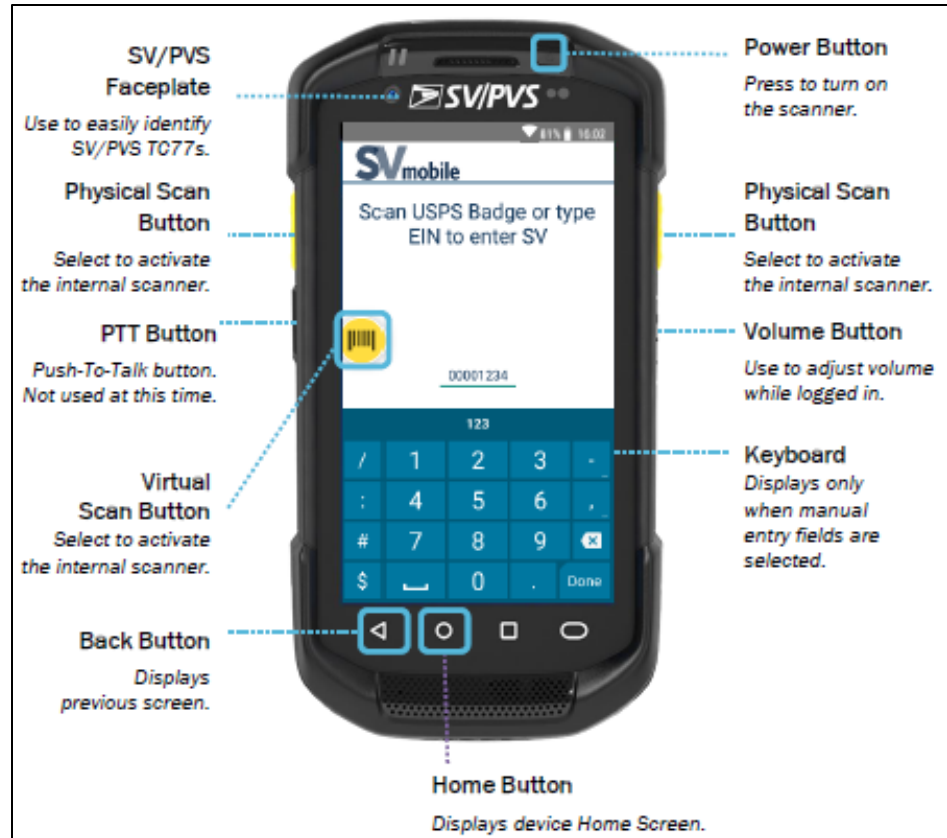 SV/PVS
Faceplate
Use to easily identify
SV/PVS TC77s.
Physical Scan
Button
Select to activate
the internal scanner.
PTT Button
Push-To-Talk button.
Not used at this time.
Virtual
Scan Button
Select to activate
the internal scanner.
Back Button
Displays
previous screen.
SV/PVS
81% 16:02
SVmobile
Scan USPS Badge or type
EIN to enter SV
00001234
123
/ 1 2 3 -
: 4 5 6 ,
# 7 8 9
$ 0 . Done
Power Button
Press to turn on
the scanner.
Physical Scan
Button
Select to activate
the internal scanner.
Volume Button
Use to adjust volume
while logged in.
Keyboard
Displays only
when manual
entry fields are
selected.
Home Button
Displays device Home Screen.